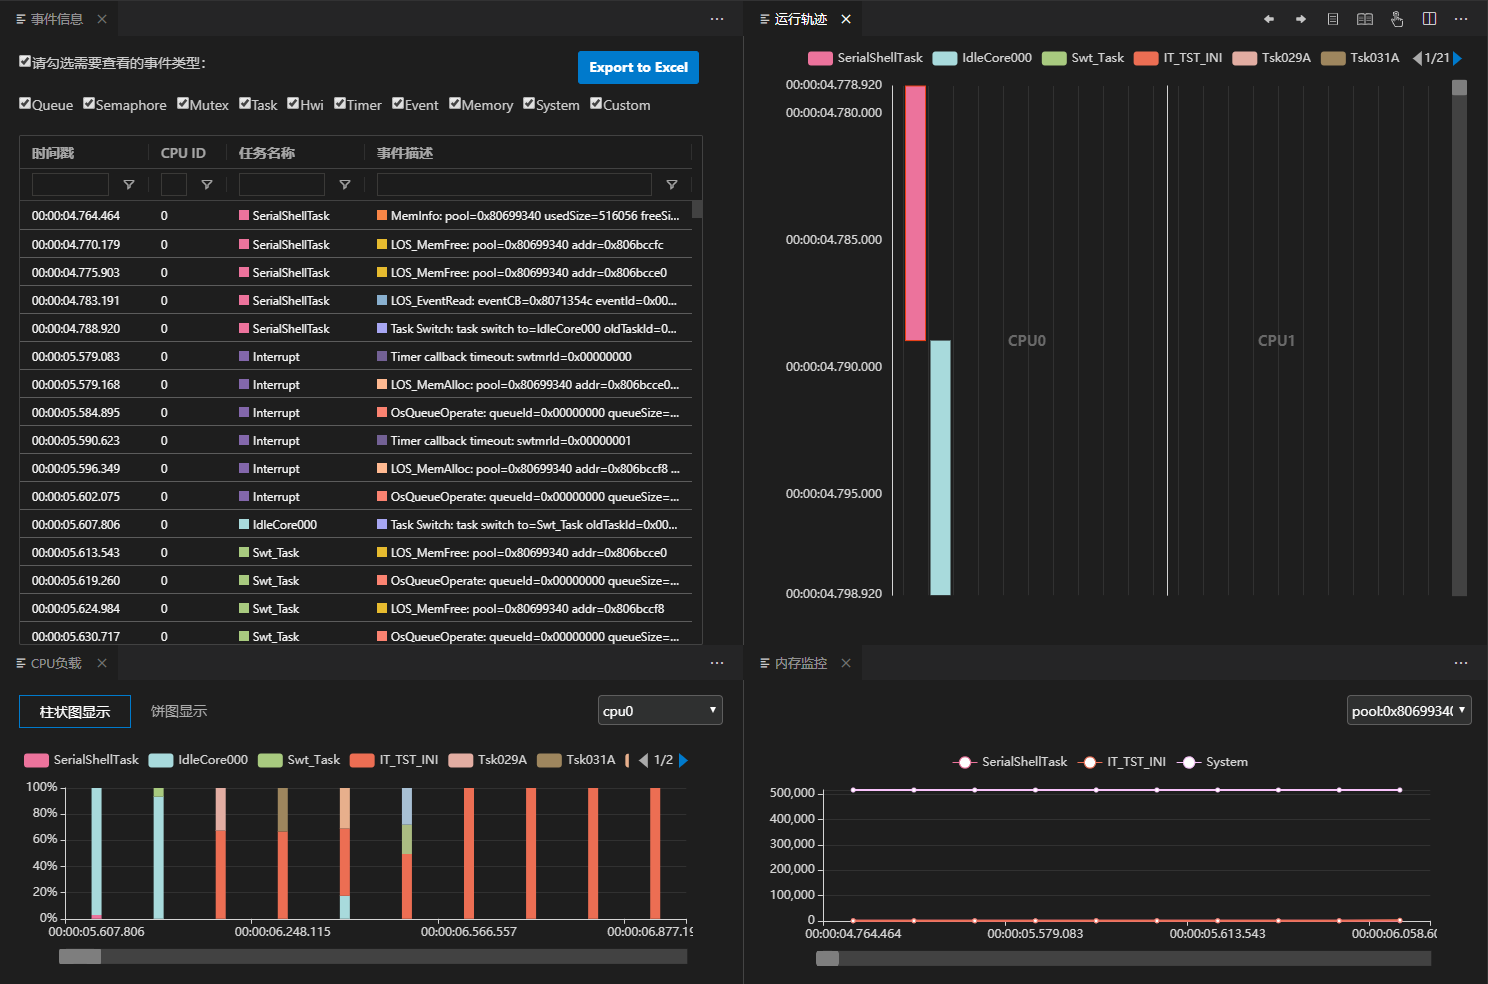 事件信息
请勾选需要查看的事件类型:
Export to Excel
Queue Semaphore Mutex Task Hwi Timer Event Memory System Custom
时间戳 CPU ID 任务名称 事件描述
00:00:04.764.464 0 SerialShellTask MemInfo: pool=0x80699340 usedSize=516056 freeSi...
00:00:04.770.179 0 SerialShellTask LOS_MemFree: pool=0x80699340 addr=0x806bccfc
00:00:04.775.903 0 SerialShellTask LOS_MemFree: pool=0x80699340 addr=0x806bcce0
00:00:04.783.191 0 SerialShellTask LOS_EventRead: eventCB=0x8071354c eventId=0x00...
00:00:04.788.920 0 SerialShellTask Task Switch: task switch to=IdleCore000 oldTaskId=0...
00:00:05.579.083 0 Interrupt Timer callback timeout: swtmrId=0x00000000
00:00:05.579.168 0 Interrupt LOS_MemAlloc: pool=0x80699340 addr=0x806bcce0...
00:00:05.584.895 0 Interrupt OsQueueOperate: queueId=0x00000000 queueSize=...
00:00:05.590.623 0 Interrupt Timer callback timeout: swtmrId=0x00000001
00:00:05.596.349 0 Interrupt LOS_MemAlloc: pool=0x80699340 addr=0x806bccf8 ...
00:00:05.602.075 0 Interrupt OsQueueOperate: queueId=0x00000000 queueSize=...
00:00:05.607.806 0 IdleCore000 Task Switch: task switch to=Swt_Task oldTaskId=0x00...
00:00:05.613.543 0 Swt_Task LOS_MemFree: pool=0x80699340 addr=0x806bcce0
00:00:05.619.260 0 Swt_Task OsQueueOperate: queueId=0x00000000 queueSize=...
00:00:05.624.984 0 Swt_Task LOS_MemFree: pool=0x80699340 addr=0x806bccf8
00:00:05.630.717 0 Swt_Task OsQueueOperate: queueId=0x00000000 queueSize=...
运行轨迹
SerialShellTask IdleCore000 Swt_Task IT_TST_INI Tsk029A Tsk031A 1/21
00:00:04.778.920
00:00:04.780.000
00:00:04.785.000
CPU0 CPU1
00:00:04.790.000
00:00:04.795.000
00:00:04.798.920
CPU负载
柱状图显示 饼图显示 cpu0
SerialShellTask IdleCore000 Swt_Task IT_TST_INI Tsk029A Tsk031A 1/2
100%
80%
60%
40%
20%
0%
00:00:05.607.806 00:00:06.248.115 00:00:06.566.557 00:00:06.877.19
内存监控
pool:0x80699340
SerialShellTask IT_TST_INI System
500,000
400,000
300,000
200,000
100,000
0
00:00:04.764.464 00:00:05.579.083 00:00:05.613.543 00:00:06.058.60